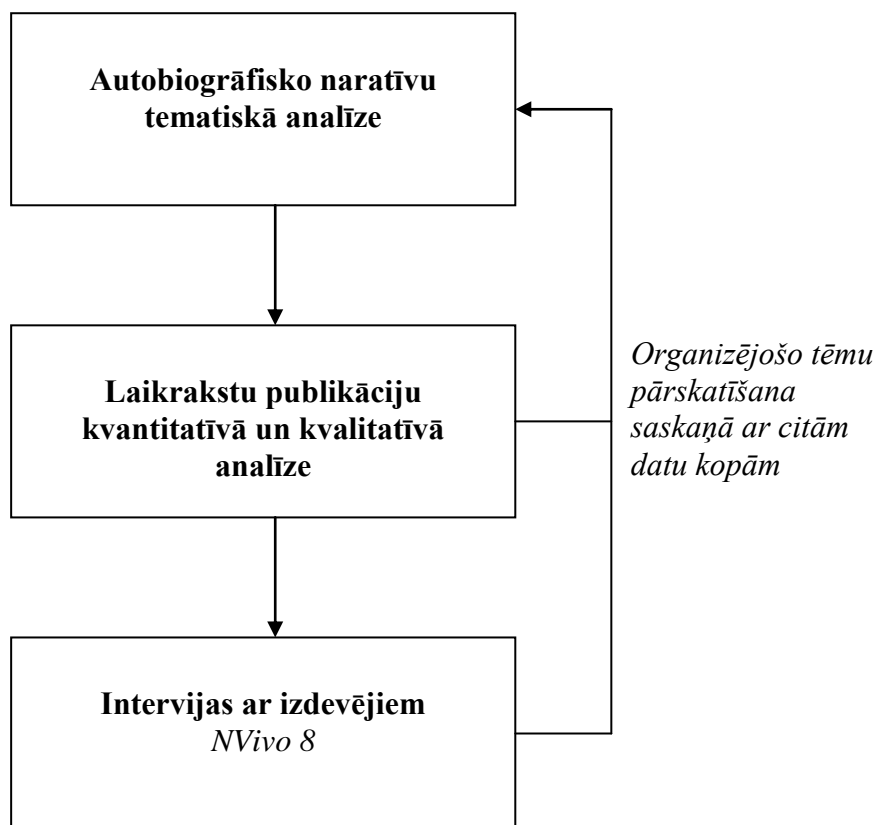 Autobiogrāfisko naratīvu
tematiskā analīze
Laikrakstu publikāciju
kvantitatīvā un kvalitatīvā
analīze
Organizējošo tēmu
pārskatīšana
saskaņā ar citām
datu kopām
Intervijas ar izdevējiem
NVivo 8